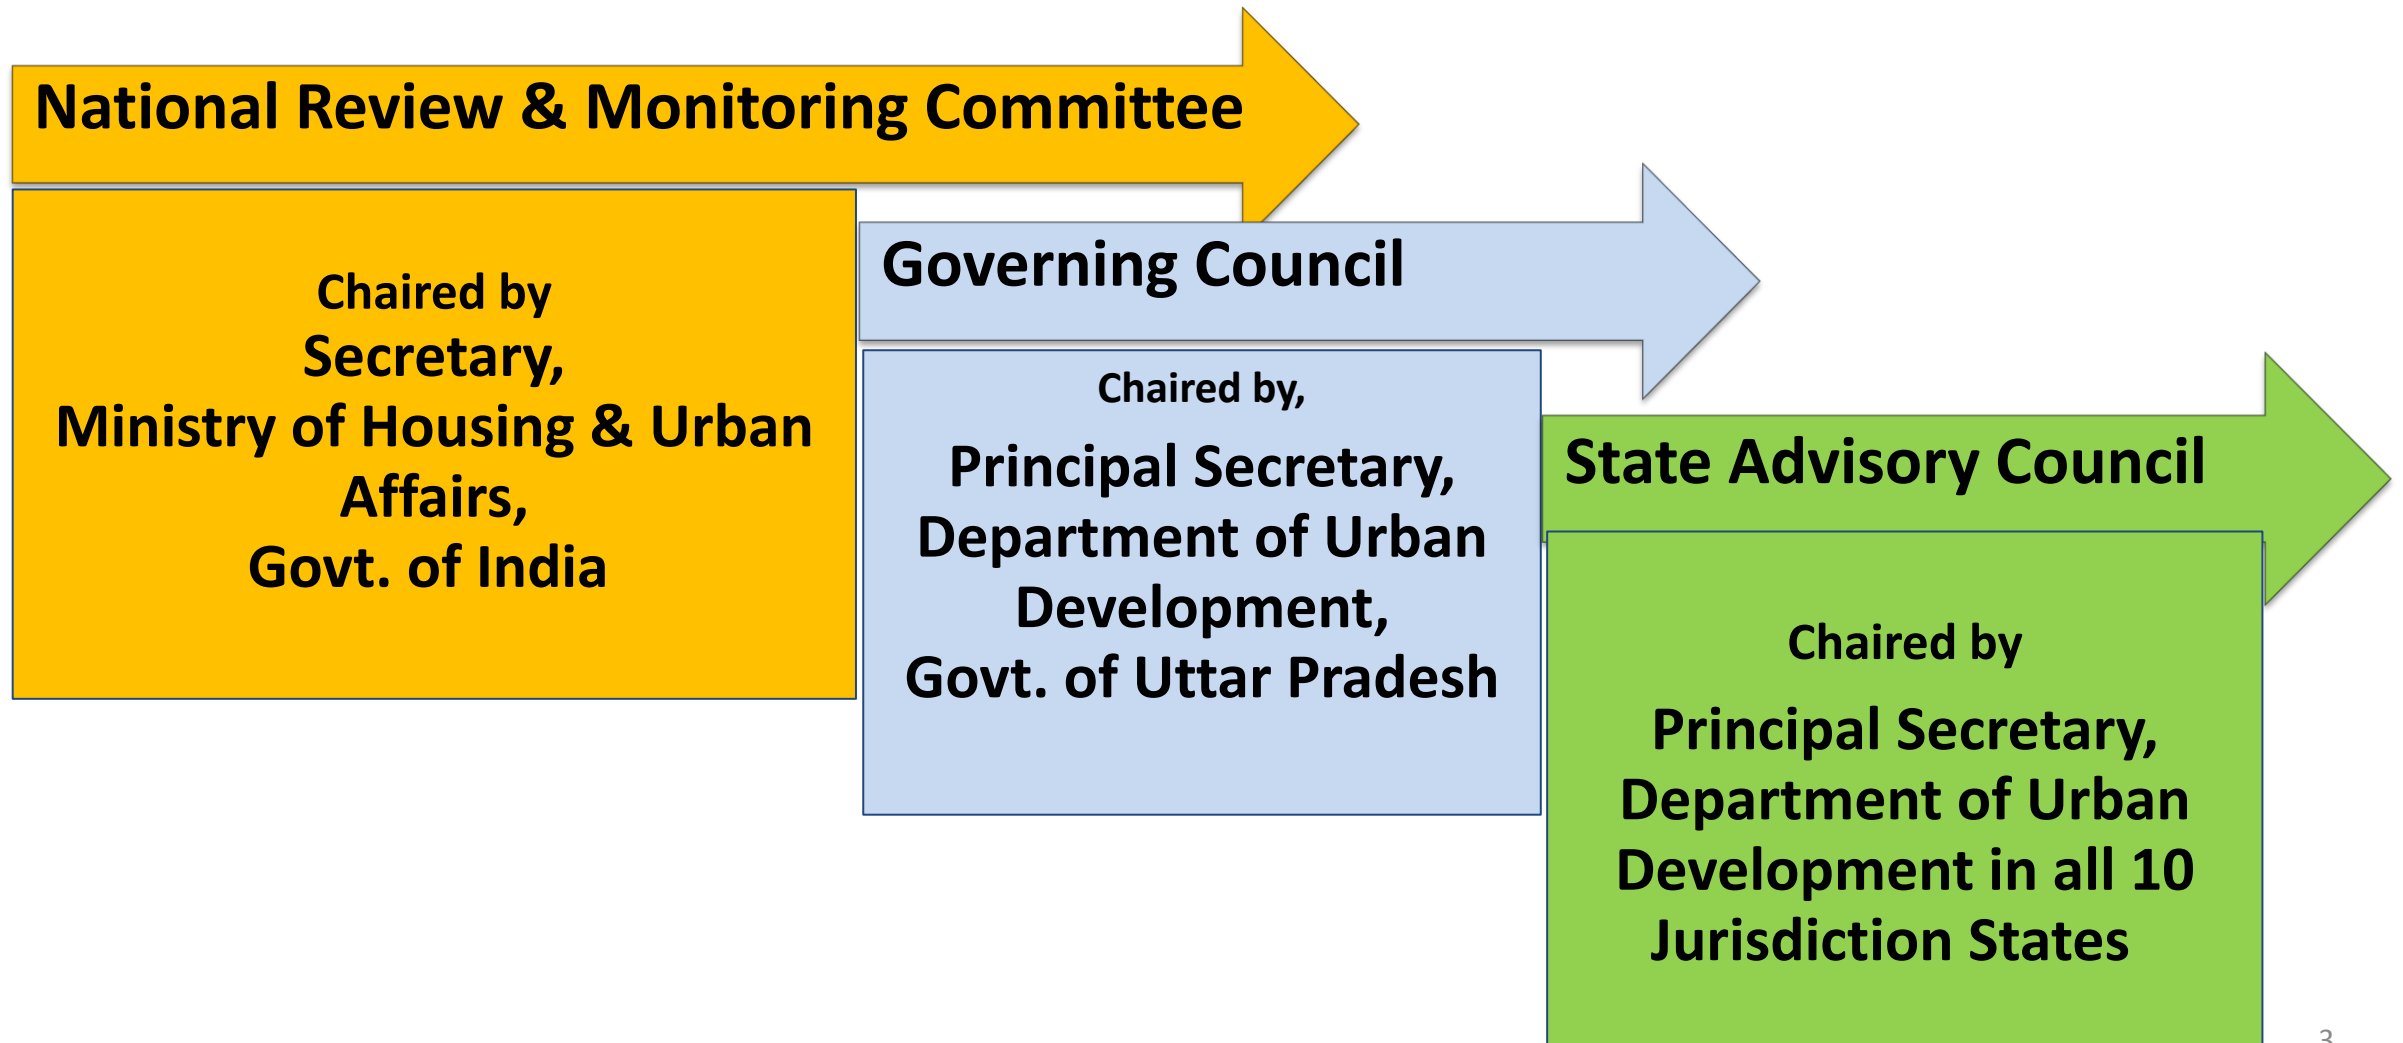 National Review & Monitoring Committee
Chaired by
Secretary,
Ministry of Housing & Urban
Affairs,
Govt. of India
Governing Council
Chaired by,
Principal Secretary,
Department of Urban
Development,
Govt. of Uttar Pradesh
State Advisory Council
Chaired by
Principal Secretary,
Department of Urban
Development in all 10
Jurisdiction States
3